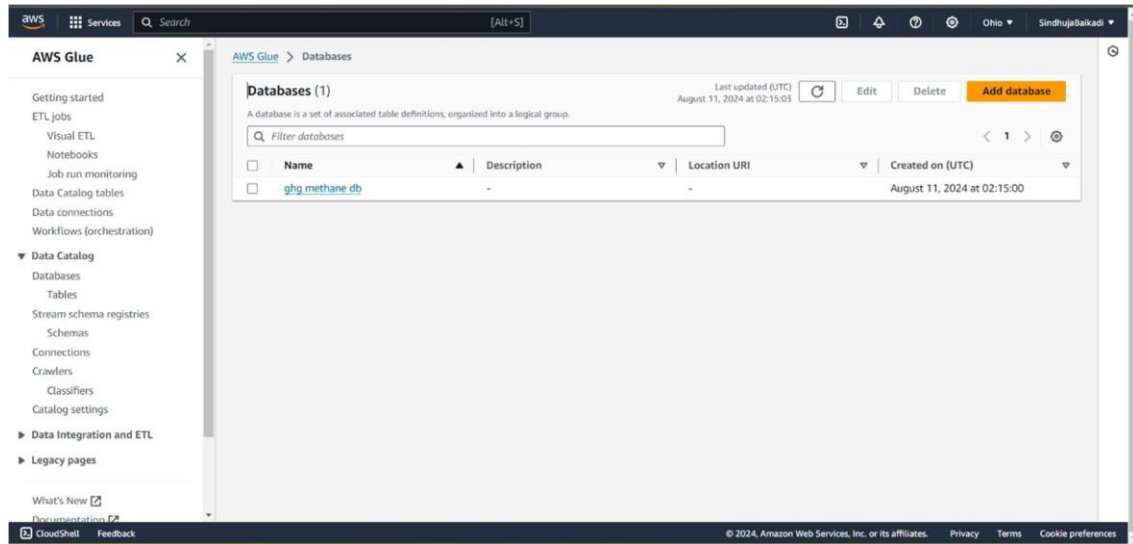 aws Services Search [Alt+S] Ohio SindhujaBaikadi
AWS Glue
Getting started
ETL jobs
Visual ETL
Notebooks
Job run monitoring
Data Catalog tables
Data connections
Workflows (orchestration)
Data Catalog
Databases
Tables
Stream schema registries
Schemas
Connections
Crawlers
Classifiers
Catalog settings
Data Integration and ETL
Legacy pages
What's New
Documentation
AWS Glue > Databases
Databases (1)
Last updated (UTC)
August 11, 2024 at 02:15:03
Edit Delete Add database
A database is a set of associated table definitions, organized into a logical group.
Filter databases
< 1 >
Name Description Location URI Created on (UTC)
ghg methane db - - August 11, 2024 at 02:15:00
CloudShell Feedback © 2024, Amazon Web Services, Inc. or its affiliates. Privacy Terms Cookie preferences